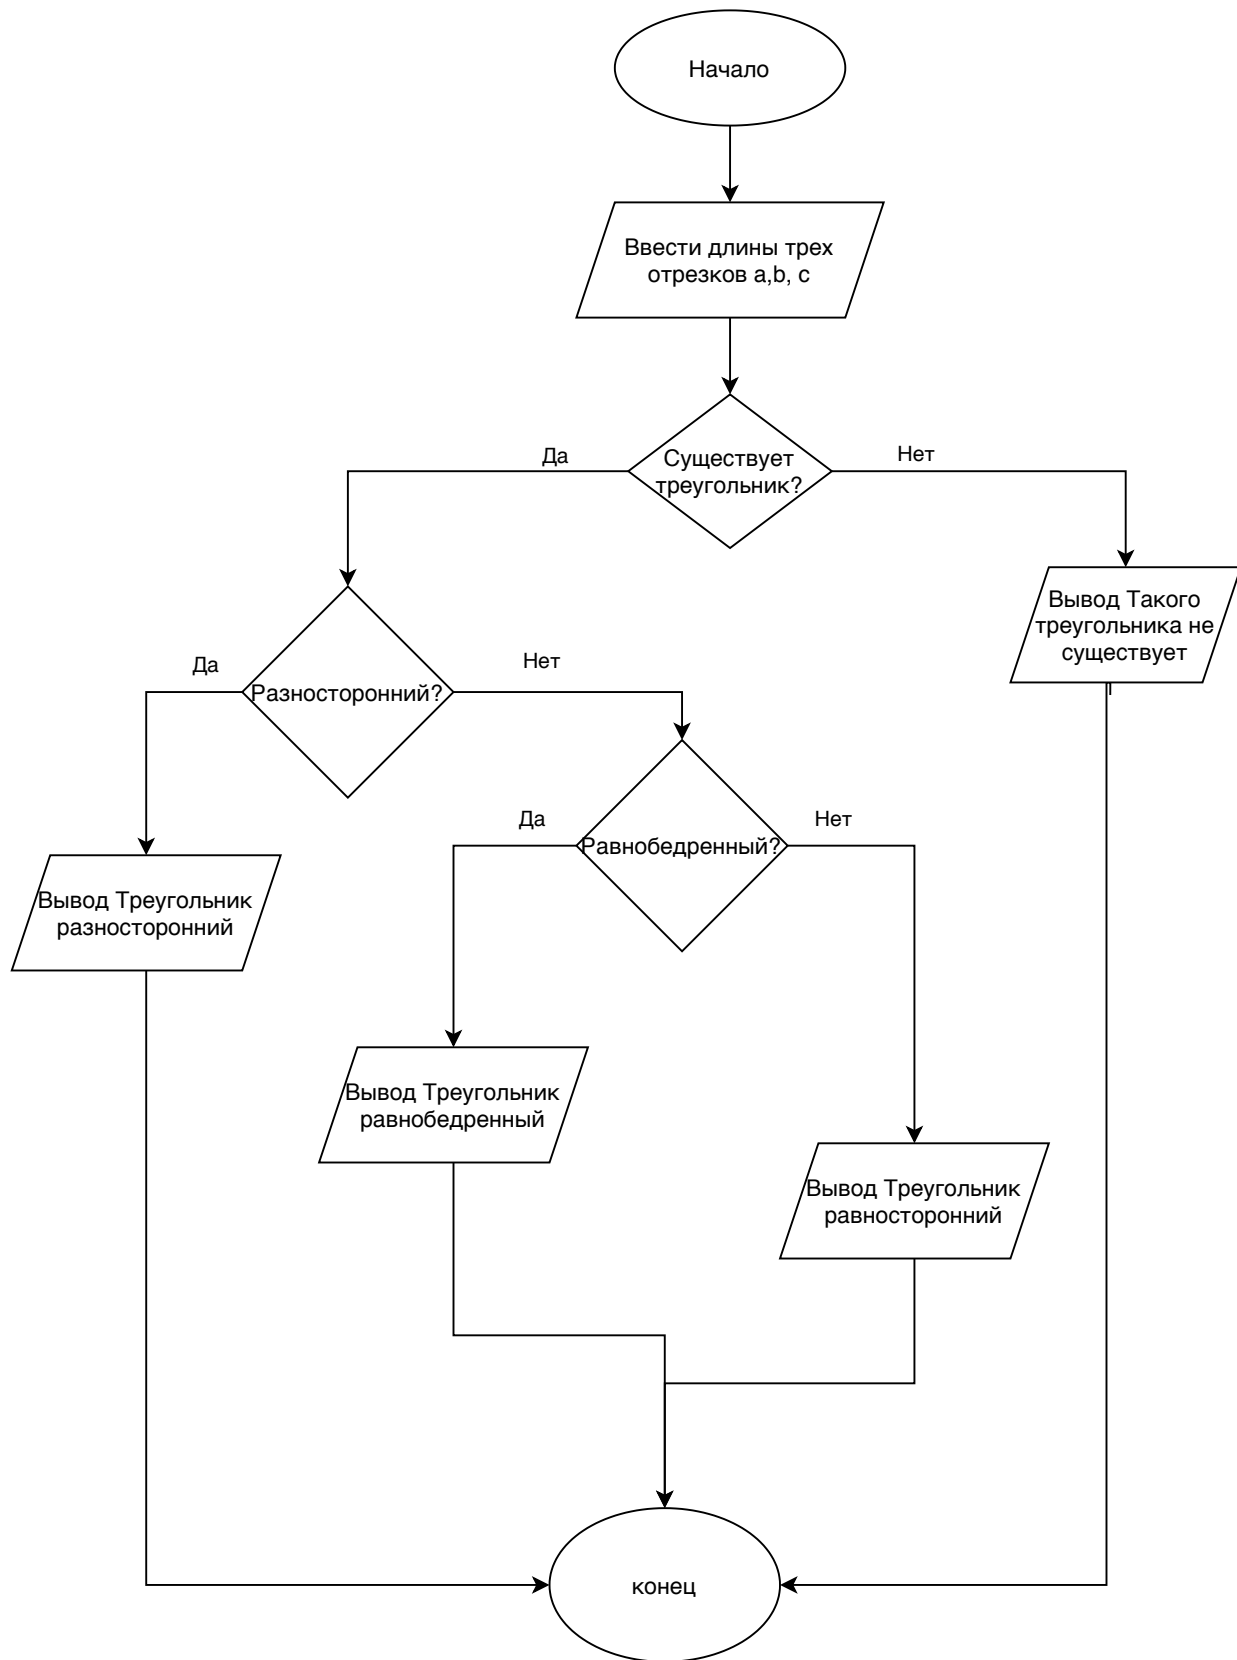 Начало
Ввести длины трех
отрезков a,b, c
Существует
треугольник?
Да
Нет
Вывод Такого
треугольника не
существует
Разносторонний?
Да
Нет
Равнобедренный?
Да
Нет
Вывод Треугольник
разносторонний
Вывод Треугольник
равнобедренный
Вывод Треугольник
равносторонний
конец